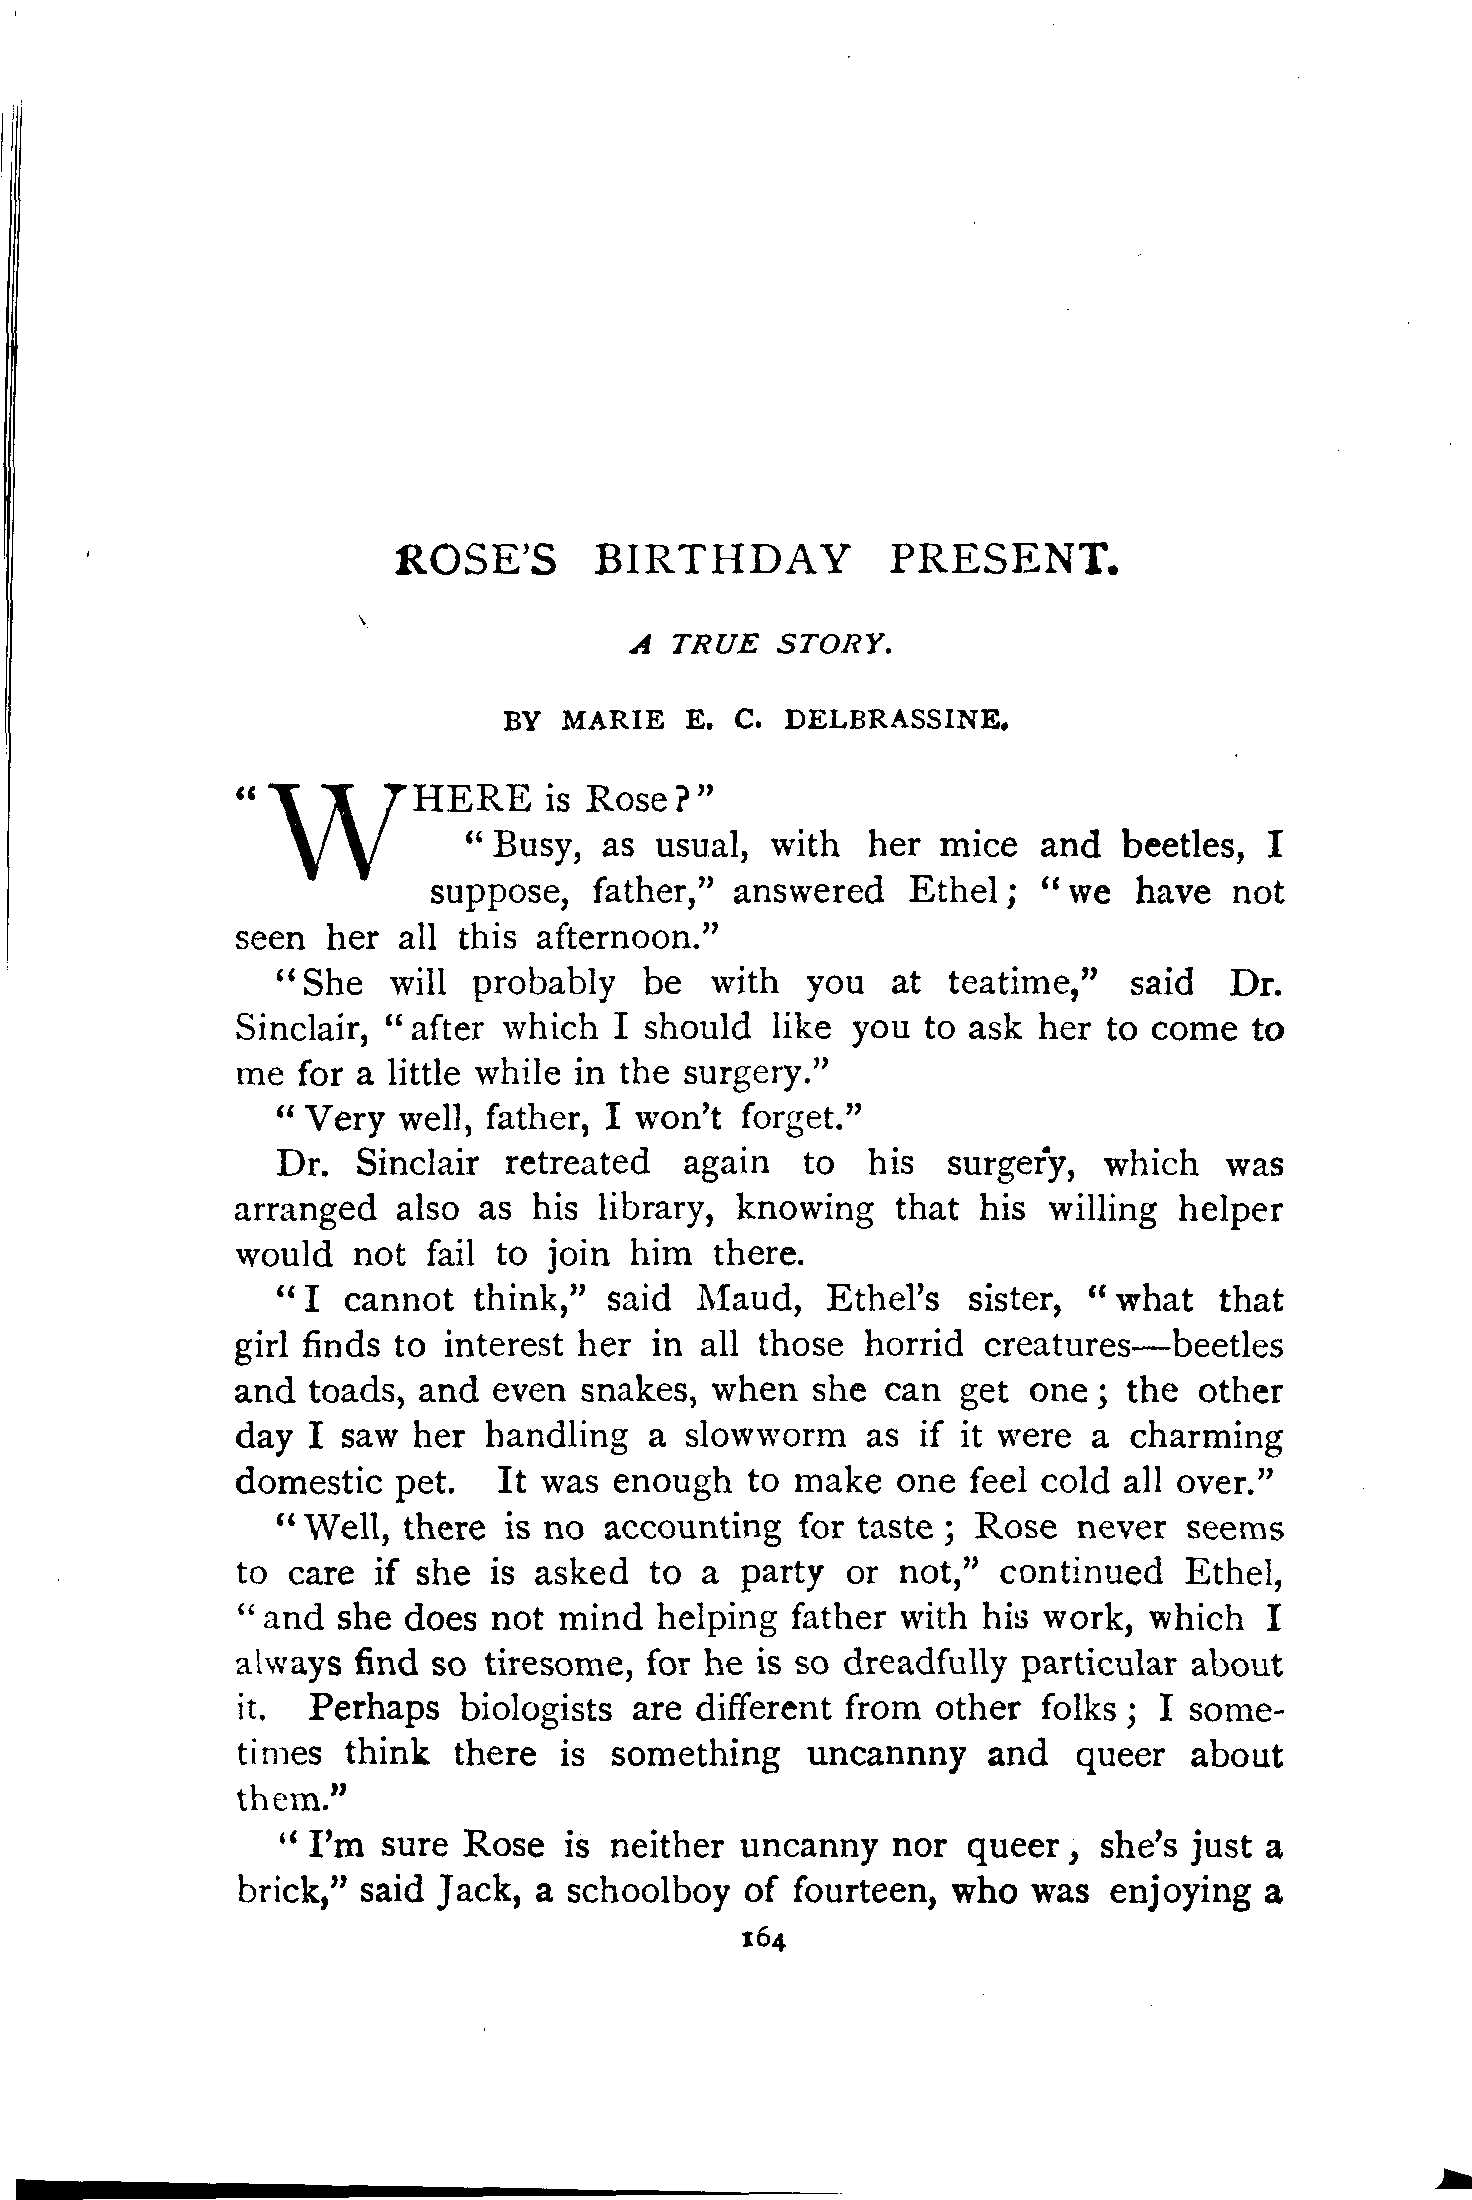 ROSE'S BIRTHDAY PRESENT.
A TRUE STORY.
BY MARIE E. C. DELBRASSINE.
"WHERE is Rose?"
"Busy, as usual, with her mice and beetles, I
suppose, father," answered Ethel; "we have not
seen her all this afternoon."
"She will probably be with you at teatime," said Dr.
Sinclair, "after which I should like you to ask her to come to
me for a little while in the surgery."
"Very well, father, I won't forget."
Dr. Sinclair retreated again to his surgery, which was
arranged also as his library, knowing that his willing helper
would not fail to join him there.
"I cannot think," said Maud, Ethel's sister, "what that
girl finds to interest her in all those horrid creatures—beetles
and toads, and even snakes, when she can get one; the other
day I saw her handling a slowworm as if it were a charming
domestic pet. It was enough to make one feel cold all over."
"Well, there is no accounting for taste; Rose never seems
to care if she is asked to a party or not," continued Ethel,
"and she does not mind helping father with his work, which I
always find so tiresome, for he is so dreadfully particular about
it. Perhaps biologists are different from other folks; I some-
times think there is something uncannny and queer about
them."
"I'm sure Rose is neither uncanny nor queer, she's just a
brick," said Jack, a schoolboy of fourteen, who was enjoying a
164